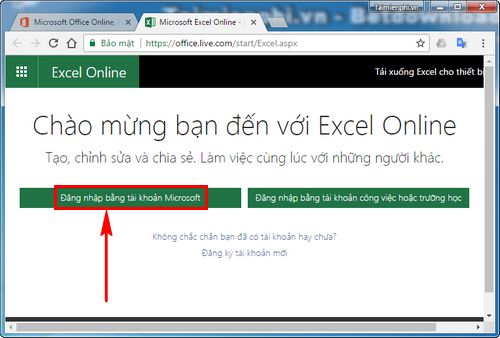 Taimienphi.vn - Betdownload
Taimienphi.vn
Microsoft Office Online,
Microsoft Excel Online -
Bảo mật
https://office.live.com/start/Excel.aspx
Excel Online
Tải xuống Excel cho thiết bị
Chào mừng bạn đến với Excel Online
Tạo, chỉnh sửa và chia sẻ. Làm việc cùng lúc với những người khác.
Đăng nhập bằng tài khoản Microsoft
Đăng nhập bằng tài khoản công việc hoặc trường học
Không chắc chắn bạn đã có tài khoản hay chưa?
Đăng ký tài khoản mới